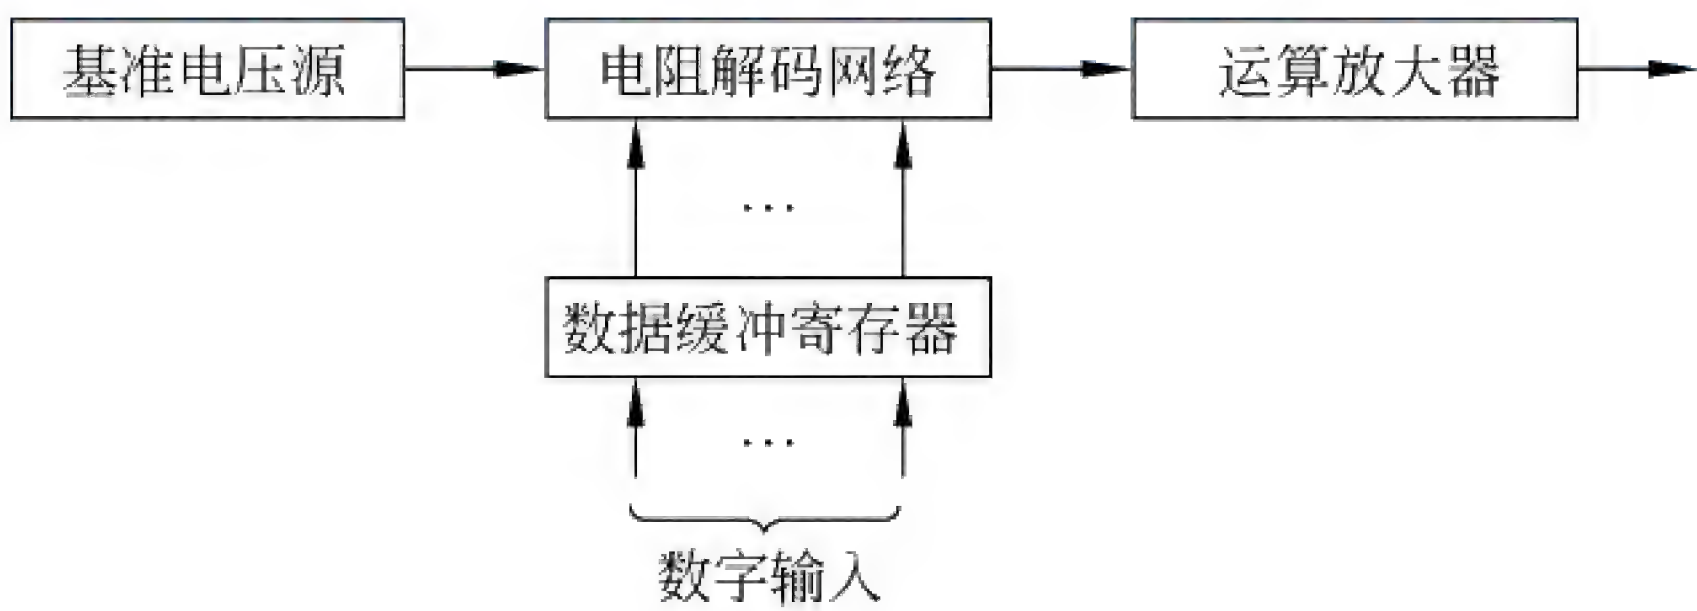 基准电压源
电阻解码网络
运算放大器
...
数据缓冲寄存器
...
数字输入